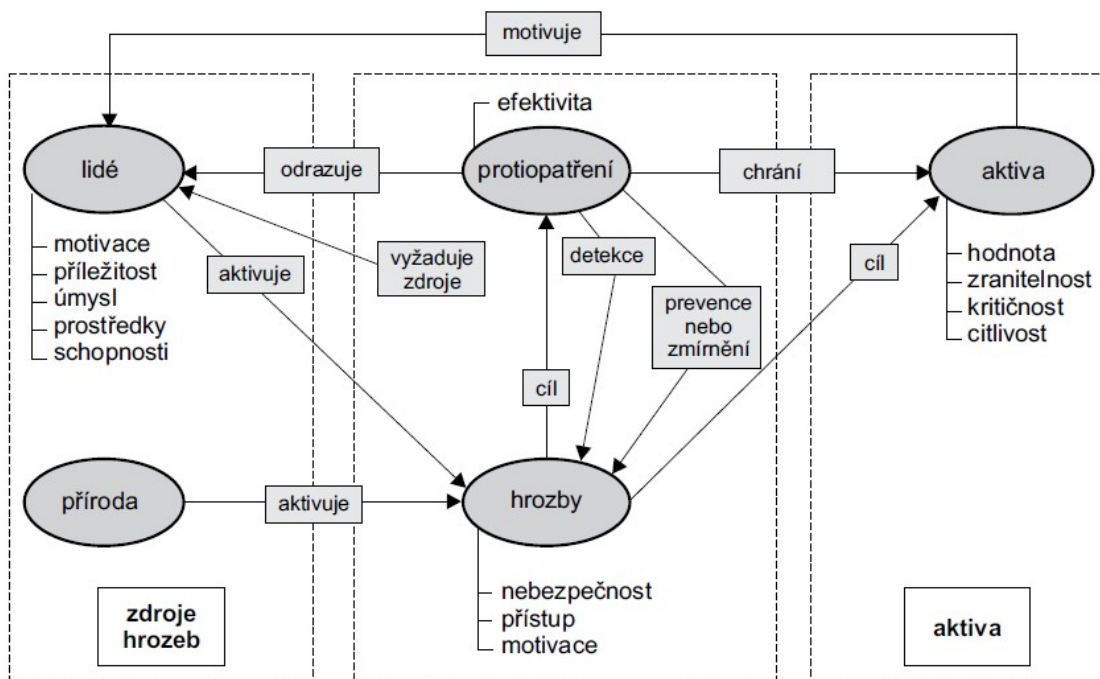 motivuje
efektivita
lidé
odrazuje
protiopatření
chrání
aktiva
motivace
příležitost
úmysl
prostředky
schopnosti
aktivuje
vyžaduje
zdroje
detekce
prevence
nebo
zmírnění
cíl
hodnota
zranitelnost
kritičnost
citlivost
cíl
příroda
aktivuje
hrozby
nebezpečnost
přístup
motivace
zdroje
hrozeb
aktiva